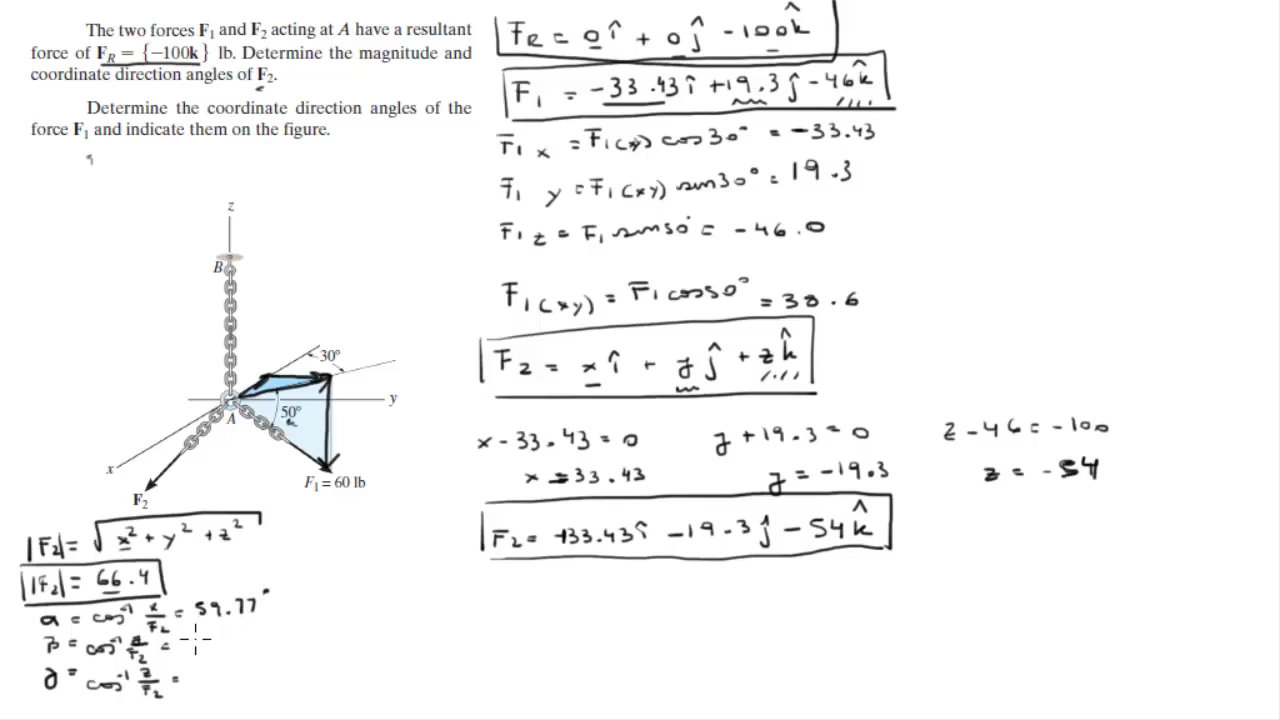 The two forces F₁ and F₂ acting at A have a resultant
force of F_R = {−100k} lb. Determine the magnitude and
coordinate direction angles of F₂.
Determine the coordinate direction angles of the
force F₁ and indicate them on the figure.
z
B
30°
y
50°
A
x
F₁ = 60 lb
F₂
|F₂| = √x² + y² + z²
|F₂| = 66.4
α = cos⁻¹ x/F₂ = 59.77°
β = cos⁻¹ y/F₂ =
γ = cos⁻¹ z/F₂ =
F_R = 0î + 0ĵ − 100k̂
F₁ = −33.43î + 19.3ĵ − 46k̂
F₁x = F₁(xy) cos30° = −33.43
F₁y = F₁(xy) sin30° = 19.3
F₁z = F₁ sin50° = −46.0
F₁(xy) = F₁ cos50° = 38.6
F₂ = xî + yĵ + zk̂
x − 33.43 = 0
y + 19.3 = 0
z − 46 = −100
x = 33.43
y = −19.3
z = −54
F₂ = +33.43î − 19.3ĵ − 54k̂